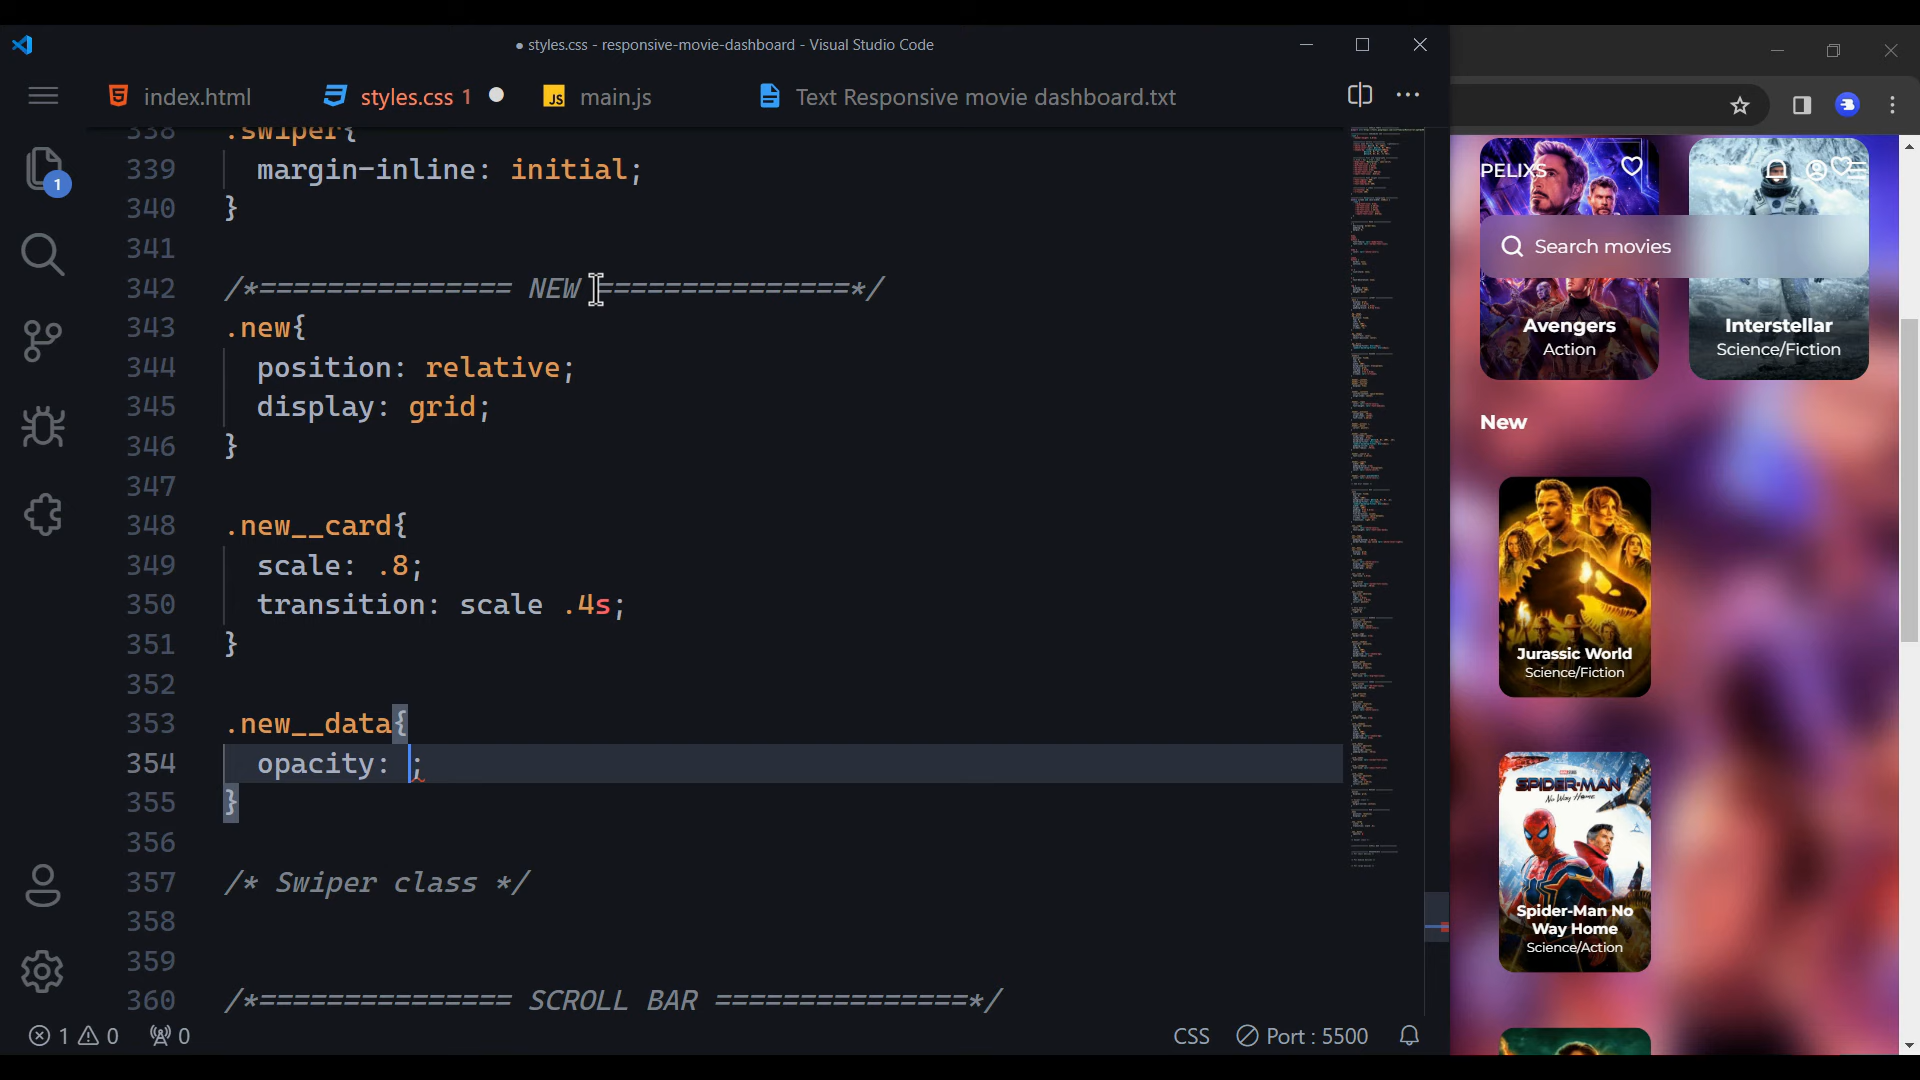 styles.css - responsive-movie-dashboard - Visual Studio Code
index.html
styles.css 1
main.js
Text Responsive movie dashboard.txt
1
338 .swiper{
339 margin-inline: initial;
340 }
341
342 /*=============== NEW ===============*/
343 .new{
344 position: relative;
345 display: grid;
346 }
347
348 .new__card{
349 scale: .8;
350 transition: scale .4s;
351 }
352
353 .new__data{
354 opacity: ;
355 }
356
357 /* Swiper class */
358
359
360 /*=============== SCROLL BAR ===============*/
1 0 0
CSS
Port : 5500
PELIXS
Search movies
Avengers
Action
Interstellar
Science/Fiction
New
Jurassic World
Science/Fiction
SPIDER-MAN
No Way Home
Spider-Man No
Way Home
Science/Action